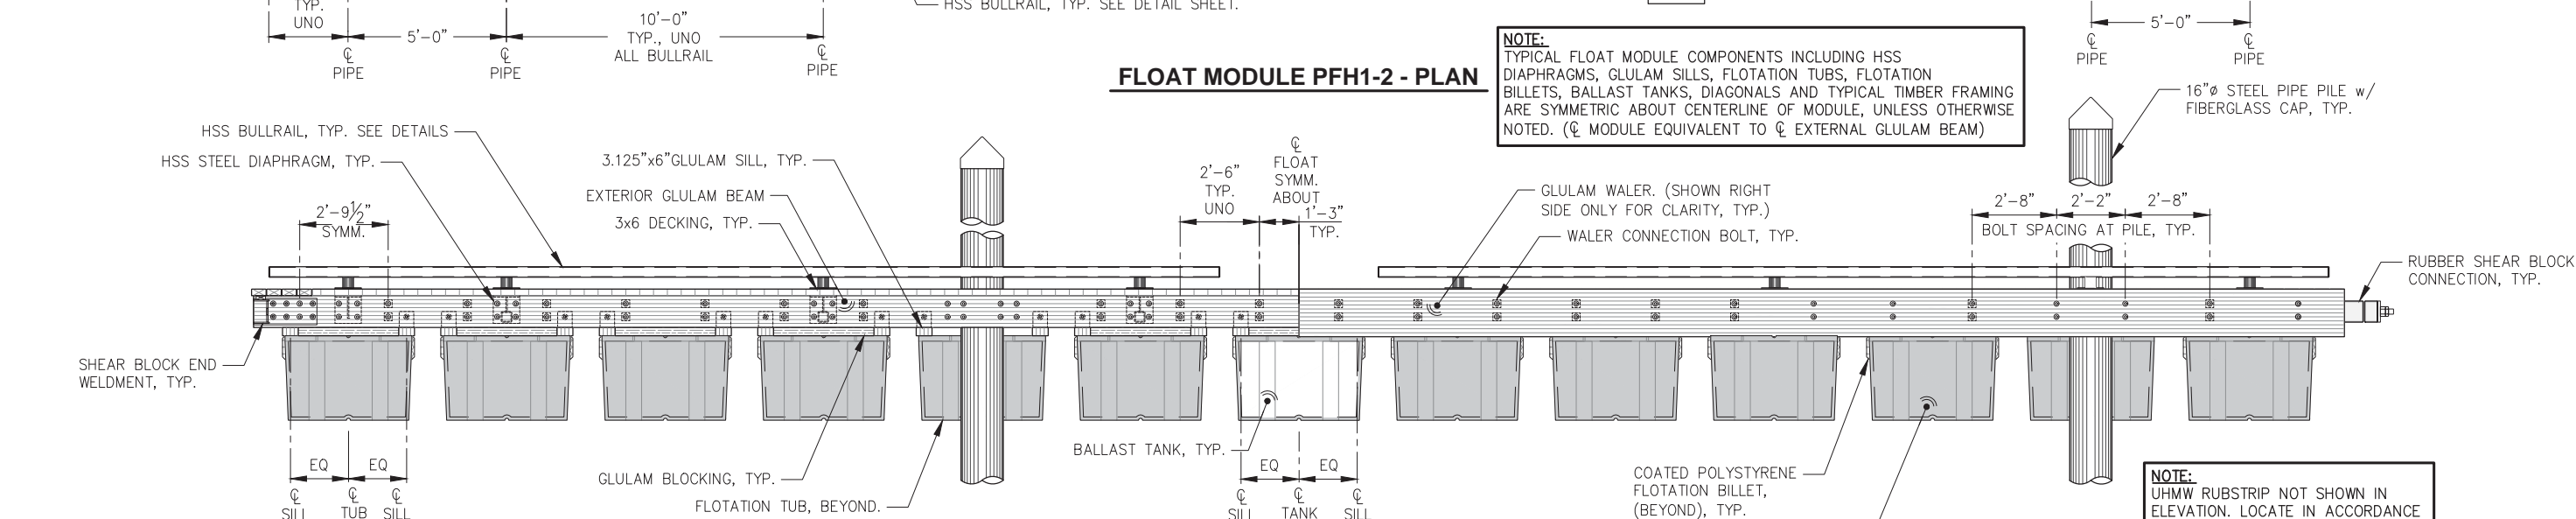 TYP.
UNO
5'-0"
10'-0"
TYP., UNO
ALL BULLRAIL
℄
PIPE
℄
PIPE
℄
PIPE
HSS BULLRAIL, TYP. SEE DETAIL SHEET.
FLOAT MODULE PFH1-2 - PLAN
NOTE:
TYPICAL FLOAT MODULE COMPONENTS INCLUDING HSS
DIAPHRAGMS, GLULAM SILLS, FLOTATION TUBS, FLOTATION
BILLETS, BALLAST TANKS, DIAGONALS AND TYPICAL TIMBER FRAMING
ARE SYMMETRIC ABOUT CENTERLINE OF MODULE, UNLESS OTHERWISE
NOTED. (℄ MODULE EQUIVALENT TO ℄ EXTERNAL GLULAM BEAM)
5'-0"
℄
PIPE
℄
PIPE
16"ø STEEL PIPE PILE w/
FIBERGLASS CAP, TYP.
HSS BULLRAIL, TYP. SEE DETAILS
HSS STEEL DIAPHRAGM, TYP.
2'-9½"
SYMM.
3.125"x6"GLULAM SILL, TYP.
EXTERIOR GLULAM BEAM
3x6 DECKING, TYP.
2'-6"
TYP.
UNO
℄
FLOAT
SYMM.
ABOUT
1'-3"
TYP.
GLULAM WALER. (SHOWN RIGHT
SIDE ONLY FOR CLARITY, TYP.)
WALER CONNECTION BOLT, TYP.
2'-8"
2'-2"
2'-8"
BOLT SPACING AT PILE, TYP.
RUBBER SHEAR BLOCK
CONNECTION, TYP.
SHEAR BLOCK END
WELDMENT, TYP.
EQ
EQ
℄
SILL
℄
TUB
℄
SILL
GLULAM BLOCKING, TYP.
FLOTATION TUB, BEYOND.
BALLAST TANK, TYP.
EQ
EQ
℄
SILL
℄
TANK
℄
SILL
COATED POLYSTYRENE
FLOTATION BILLET,
(BEYOND), TYP.
NOTE:
UHMW RUBSTRIP NOT SHOWN IN
ELEVATION. LOCATE IN ACCORDANCE